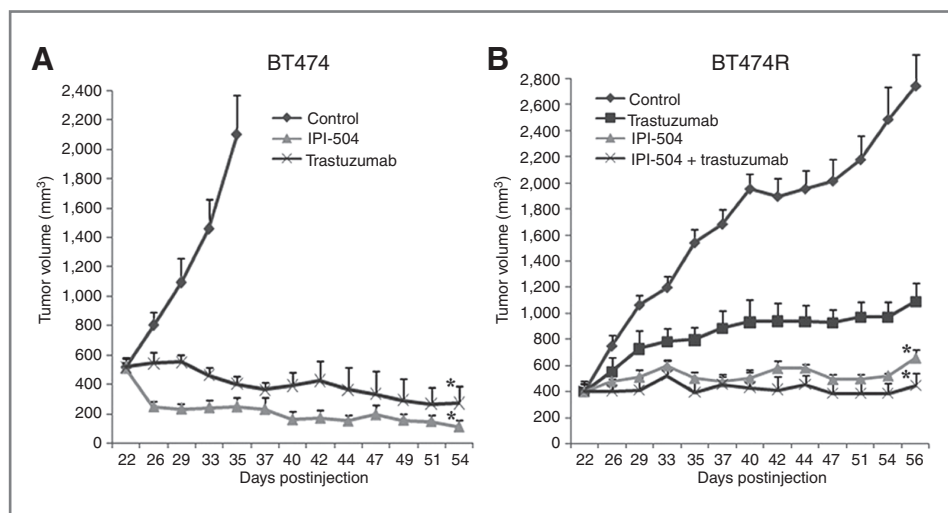 A
BT474
2,400
2,200
2,000
1,800
1,600
1,400
1,200
1,000
800
600
400
200
0
Tumor volume (mm³)
Control
IPI-504
Trastuzumab
*
*
22 26 29 33 35 37 40 42 44 47 49 51 54
Days postinjection
B
BT474R
2,800
2,600
2,400
2,200
2,000
1,800
1,600
1,400
1,200
1,000
800
600
400
200
0
Tumor volume (mm³)
Control
Trastuzumab
IPI-504
IPI-504 + trastuzumab
*
*
22 26 29 33 35 37 40 42 44 47 51 54 56
Days postinjection